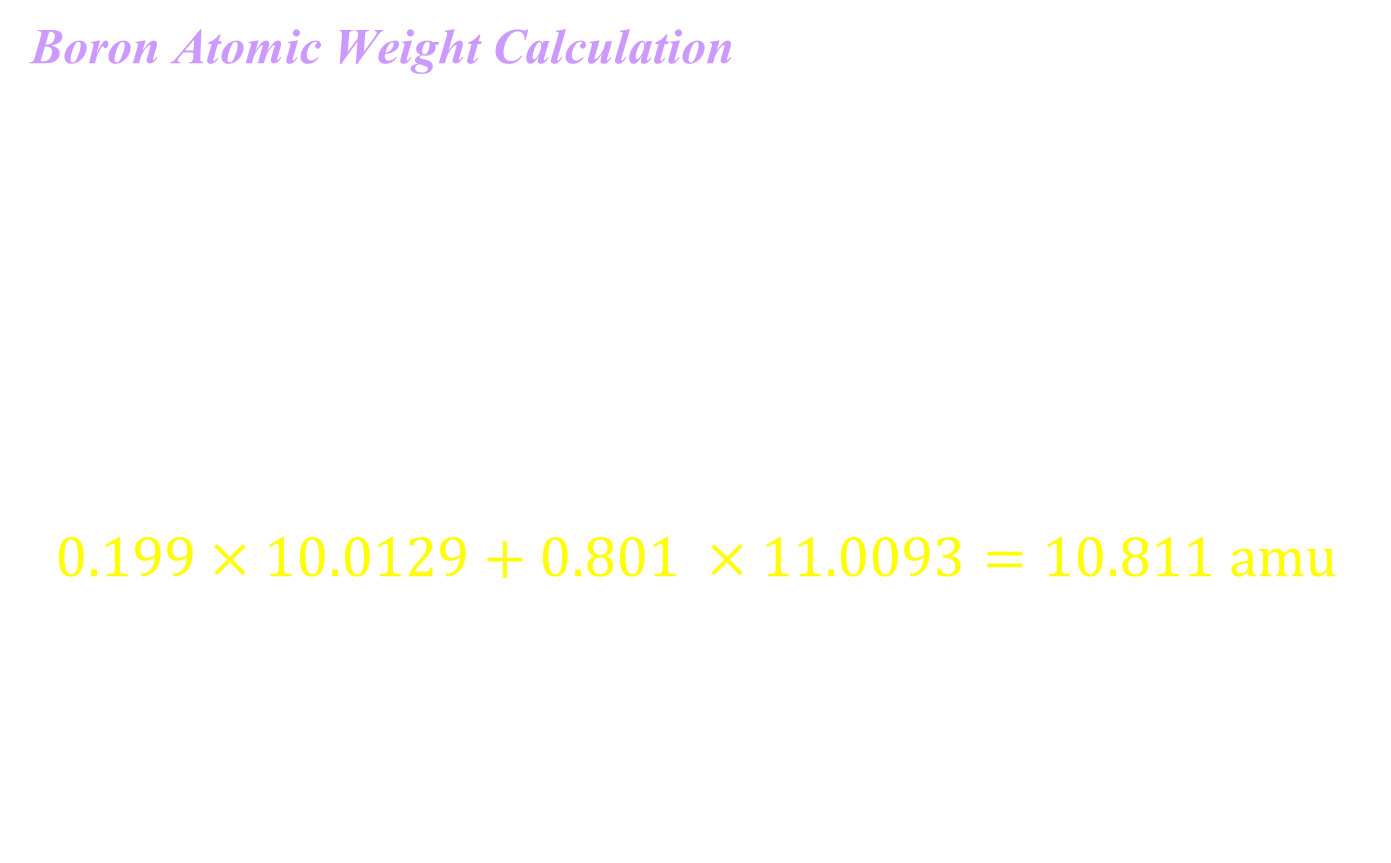 Boron Atomic Weight Calculation
0.199 × 10.0129 + 0.801 × 11.0093 = 10.811 amu